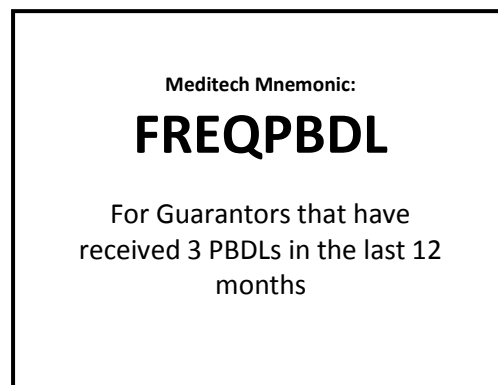 Meditech Mnemonic:
FREQPBDL
For Guarantors that have
received 3 PBDLs in the last 12
months